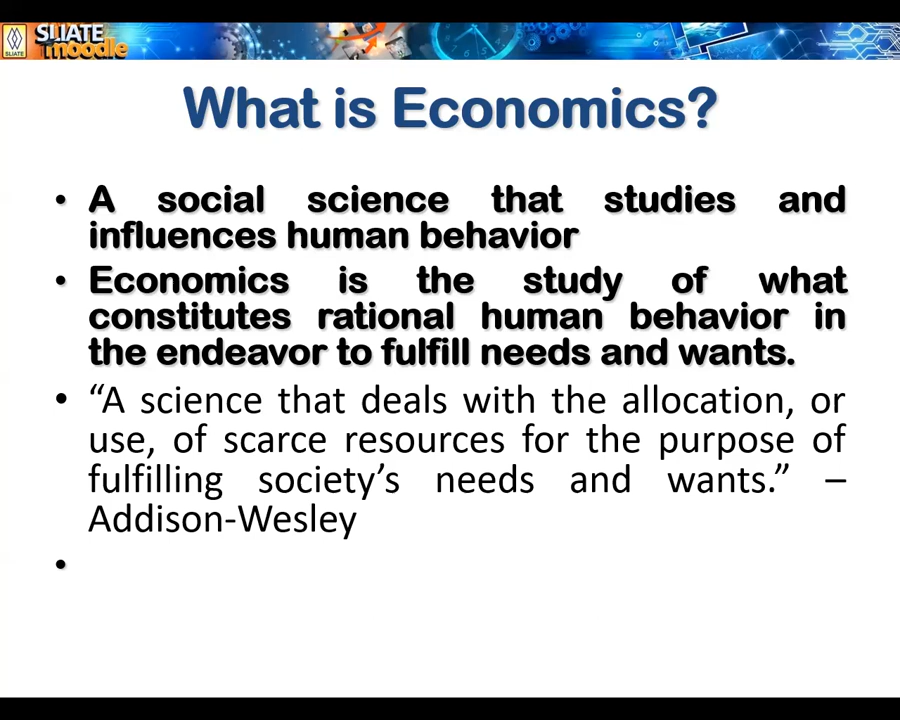 SLIATE
moodle
SLIATE
What is Economics?
• A social science that studies and
influences human behavior
• Economics is the study of what
constitutes rational human behavior in
the endeavor to fulfill needs and wants.
• “A science that deals with the allocation, or
use, of scarce resources for the purpose of
fulfilling society’s needs and wants.” –
Addison-Wesley
•